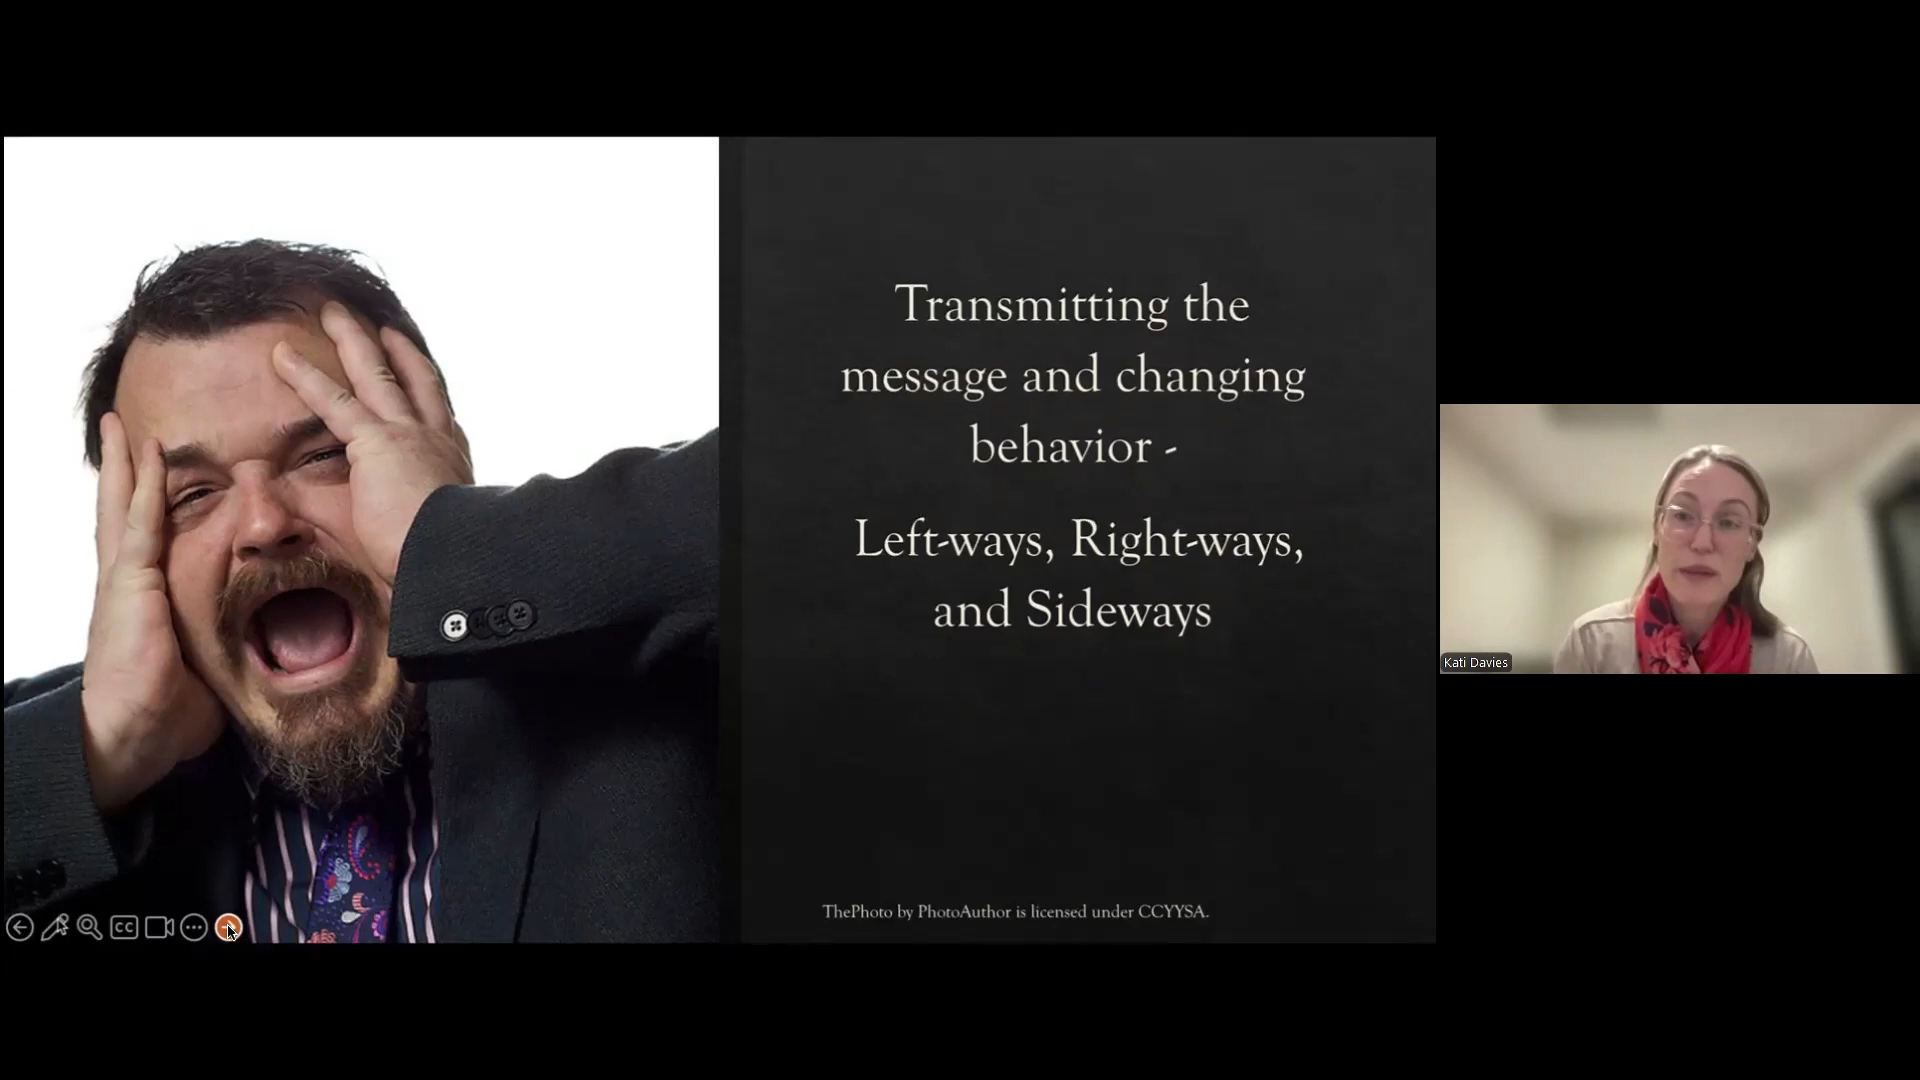 Transmitting the
message and changing
behavior -
Left-ways, Right-ways,
and Sideways
ThePhoto by PhotoAuthor is licensed under CCYYSA.
CC
Kati Davies